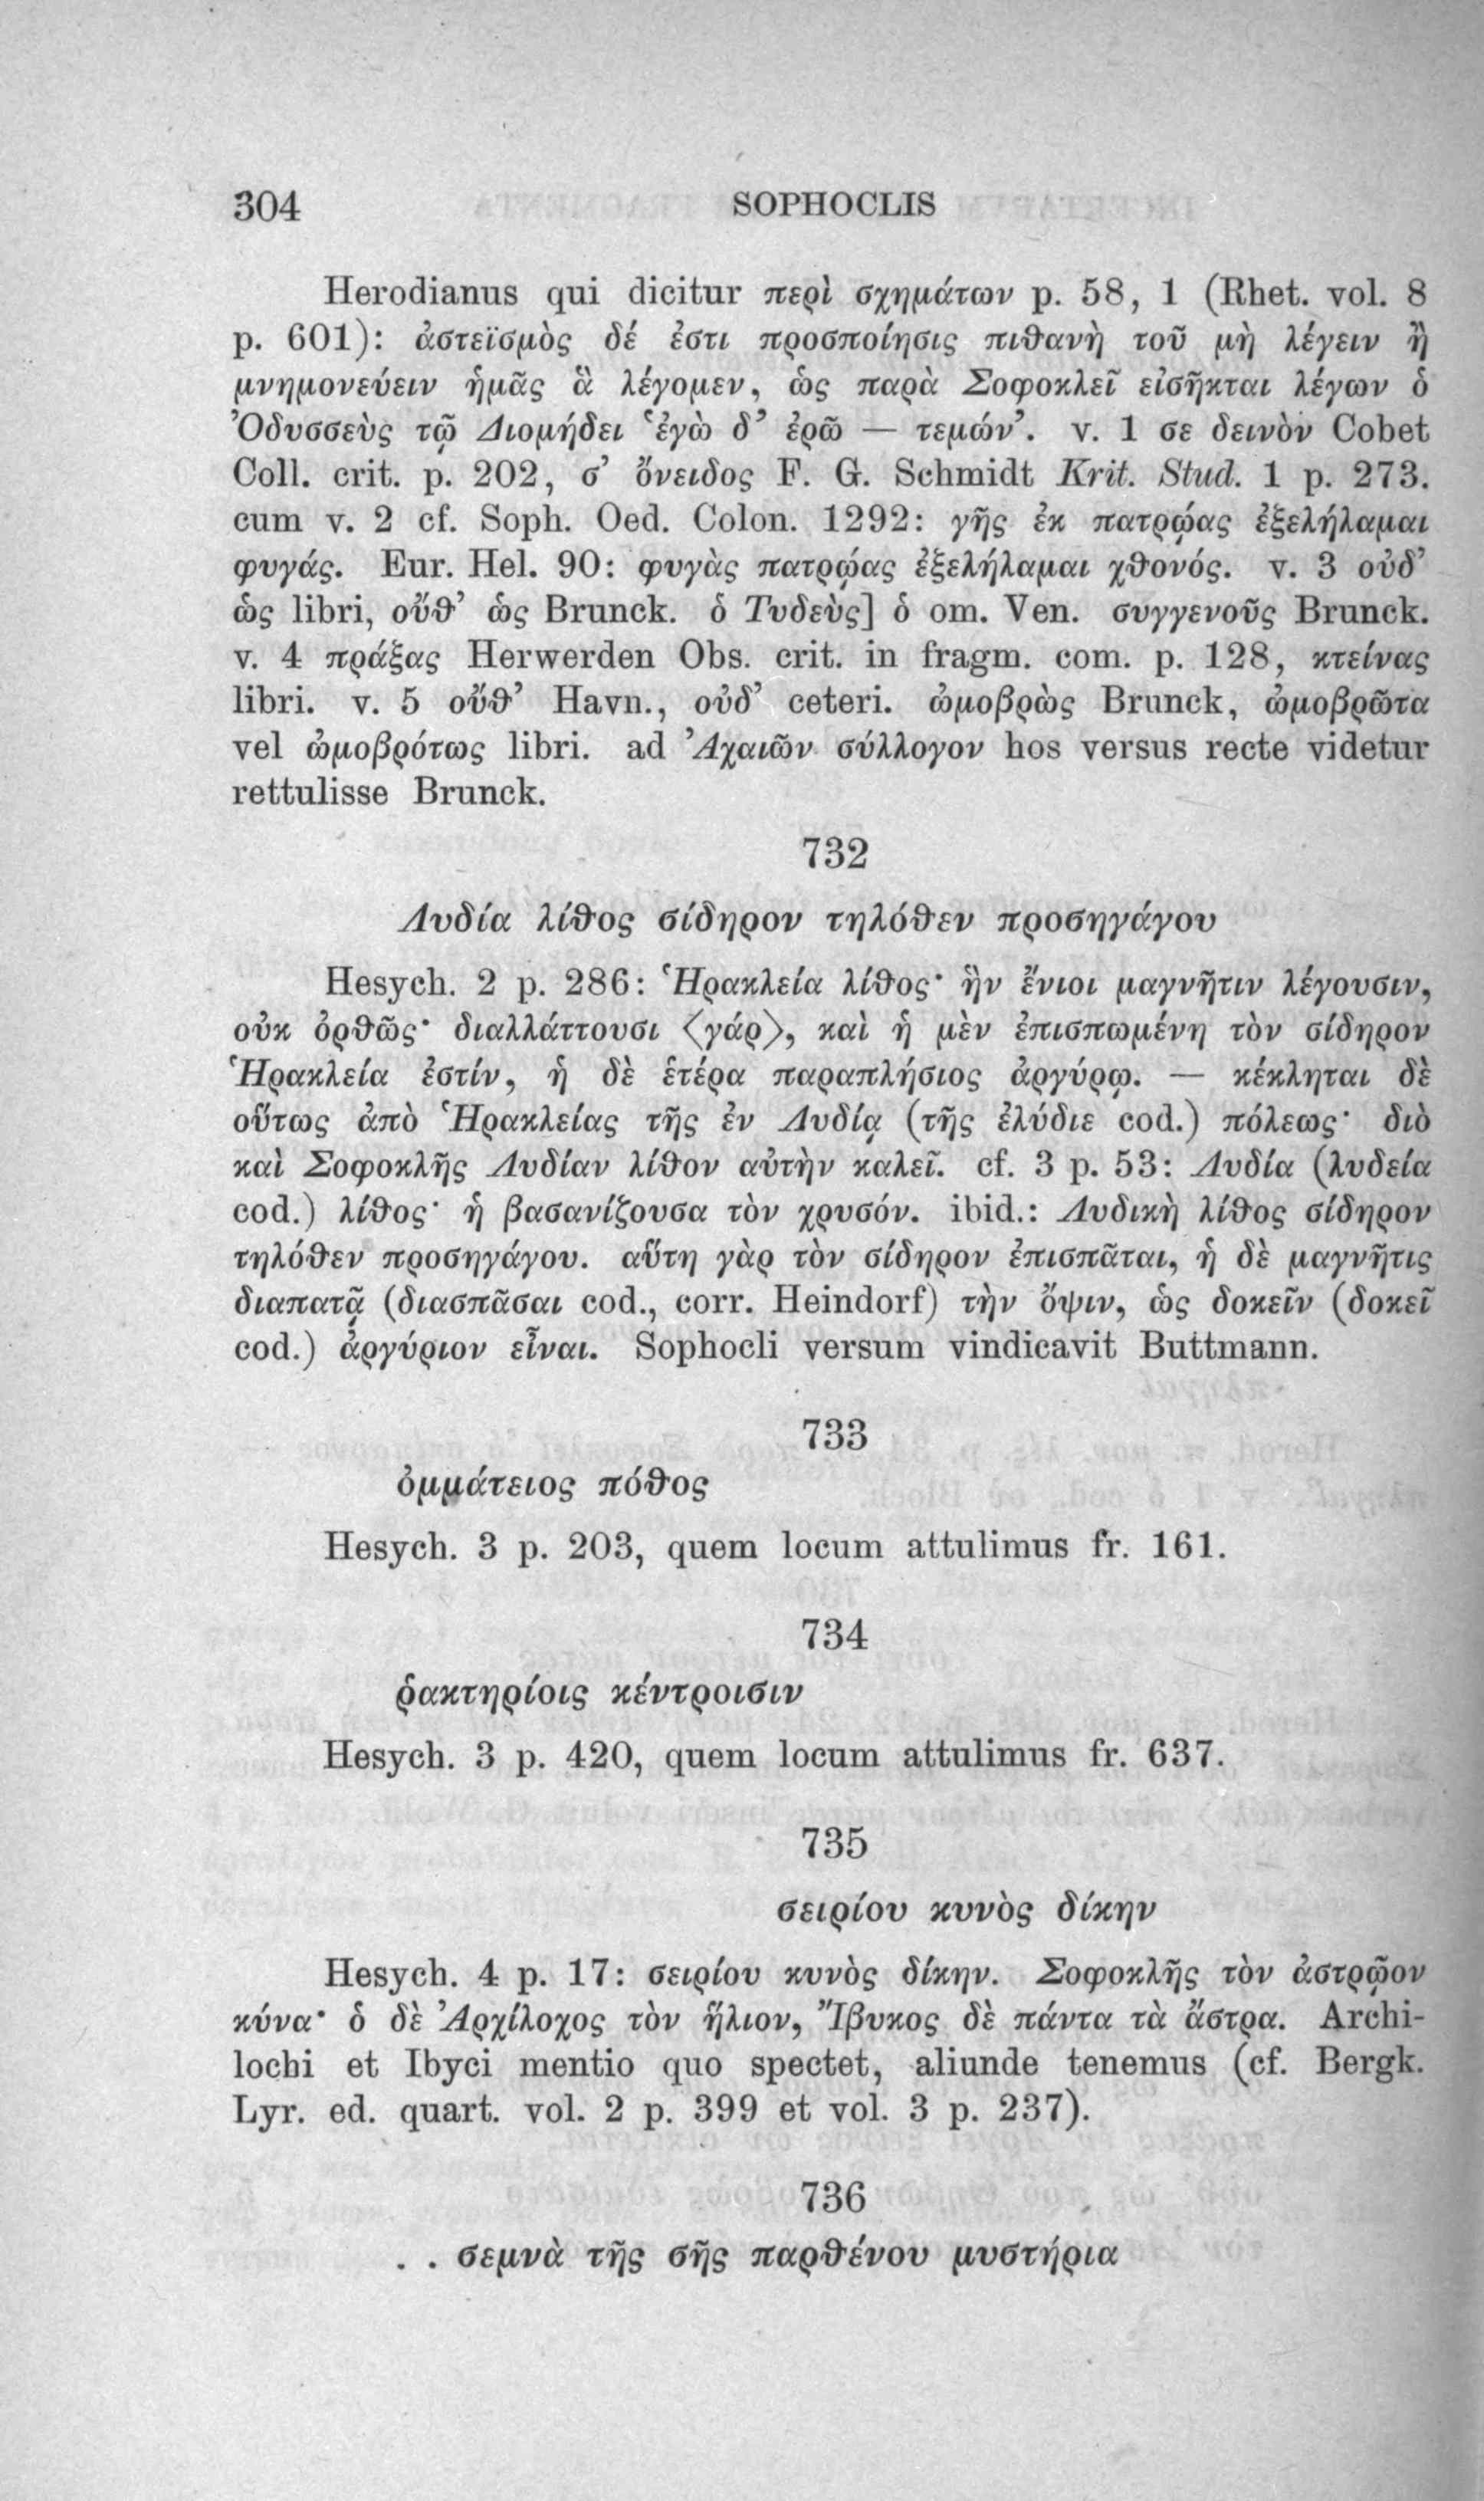 304
SOPHOCLIS
Herodianus qui dicitur περὶ σχημάτων p. 58, 1 (Rhet. vol. 8
p. 601): ἀστεϊσμὸς δέ ἐστι προσποίησις πιθανὴ τοῦ μὴ λέγειν ἢ
μνημονεύειν ἡμᾶς ἃ λέγομεν, ὡς παρὰ Σοφοκλεῖ εἰσῆκται λέγων ὁ
Ὀδυσσεὺς τῷ Διομήδει ‘ἐγὼ δ’ ἐρῶ — τεμών’. v. 1 σε δεινὸν Cobet
Coll. crit. p. 202, σ’ ὄνειδος F. G. Schmidt Krit. Stud. 1 p. 273.
cum v. 2 cf. Soph. Oed. Colon. 1292: γῆς ἐκ πατρῴας ἐξελήλαμαι
φυγάς. Eur. Hel. 90: φυγὰς πατρῴας ἐξελήλαμαι χθονός. v. 3 οὐδ’
ὡς libri, οὔθ’ ὡς Brunck. ὁ Τυδεὺς] ὁ om. Ven. συγγενοῦς Brunck.
v. 4 πράξας Herwerden Obs. crit. in fragm. com. p. 128, κτείνας
libri. v. 5 οὔθ’ Havn., οὐδ’ ceteri. ὠμοβρὼς Brunck, ὠμοβρῶτα
vel ὠμοβρότως libri. ad Ἀχαιῶν σύλλογον hos versus recte videtur
rettulisse Brunck.
732
Λυδία λίθος σίδηρον τηλόθεν προσηγάγου
Hesych. 2 p. 286: Ἡρακλεία λίθος· ἣν ἔνιοι μαγνῆτιν λέγουσιν,
οὐκ ὀρθῶς· διαλλάττουσι ⟨γάρ⟩, καὶ ἡ μὲν ἐπισπωμένη τὸν σίδηρον
Ἡρακλεία ἐστίν, ἡ δὲ ἑτέρα παραπλήσιος ἀργύρῳ. — κέκληται δὲ
οὕτως ἀπὸ Ἡρακλείας τῆς ἐν Λυδίᾳ (τῆς ἐλύδιε cod.) πόλεως· διὸ
καὶ Σοφοκλῆς Λυδίαν λίθον αὐτὴν καλεῖ. cf. 3 p. 53: Λυδία (λυδεία
cod.) λίθος· ἡ βασανίζουσα τὸν χρυσόν. ibid.: Λυδικὴ λίθος σίδηρον
τηλόθεν προσηγάγου. αὕτη γὰρ τὸν σίδηρον ἐπισπᾶται, ἡ δὲ μαγνῆτις
διαπατᾷ (διασπᾶσαι cod., corr. Heindorf) τὴν ὄψιν, ὡς δοκεῖν (δοκεῖ
cod.) ἀργύριον εἶναι. Sophocli versum vindicavit Buttmann.
733
ὀμμάτειος πόθος
Hesych. 3 p. 203, quem locum attulimus fr. 161.
734
ῥακτηρίοις κέντροισιν
Hesych. 3 p. 420, quem locum attulimus fr. 637.
735
σειρίου κυνὸς δίκην
Hesych. 4 p. 17: σειρίου κυνὸς δίκην. Σοφοκλῆς τὸν ἀστρῷον
κύνα· ὁ δὲ Ἀρχίλοχος τὸν ἥλιον, Ἴβυκος δὲ πάντα τὰ ἄστρα. Archi-
lochi et Ibyci mentio quo spectet, aliunde tenemus (cf. Bergk.
Lyr. ed. quart. vol. 2 p. 399 et vol. 3 p. 237).
736
. . σεμνὰ τῆς σῆς παρθένου μυστήρια